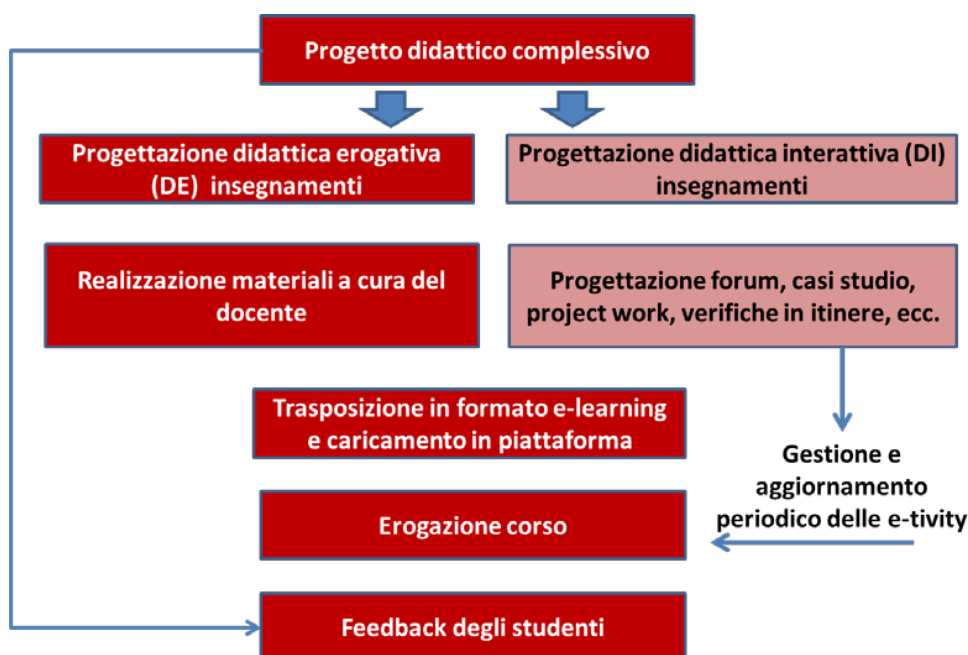 Progetto didattico complessivo
Progettazione didattica erogativa
(DE) insegnamenti
Progettazione didattica interattiva (DI)
insegnamenti
Realizzazione materiali a cura del
docente
Progettazione forum, casi studio,
project work, verifiche in itinere, ecc.
Trasposizione in formato e-learning
e caricamento in piattaforma
Gestione e
aggiornamento
periodico delle e-tivity
Erogazione corso
Feedback degli studenti